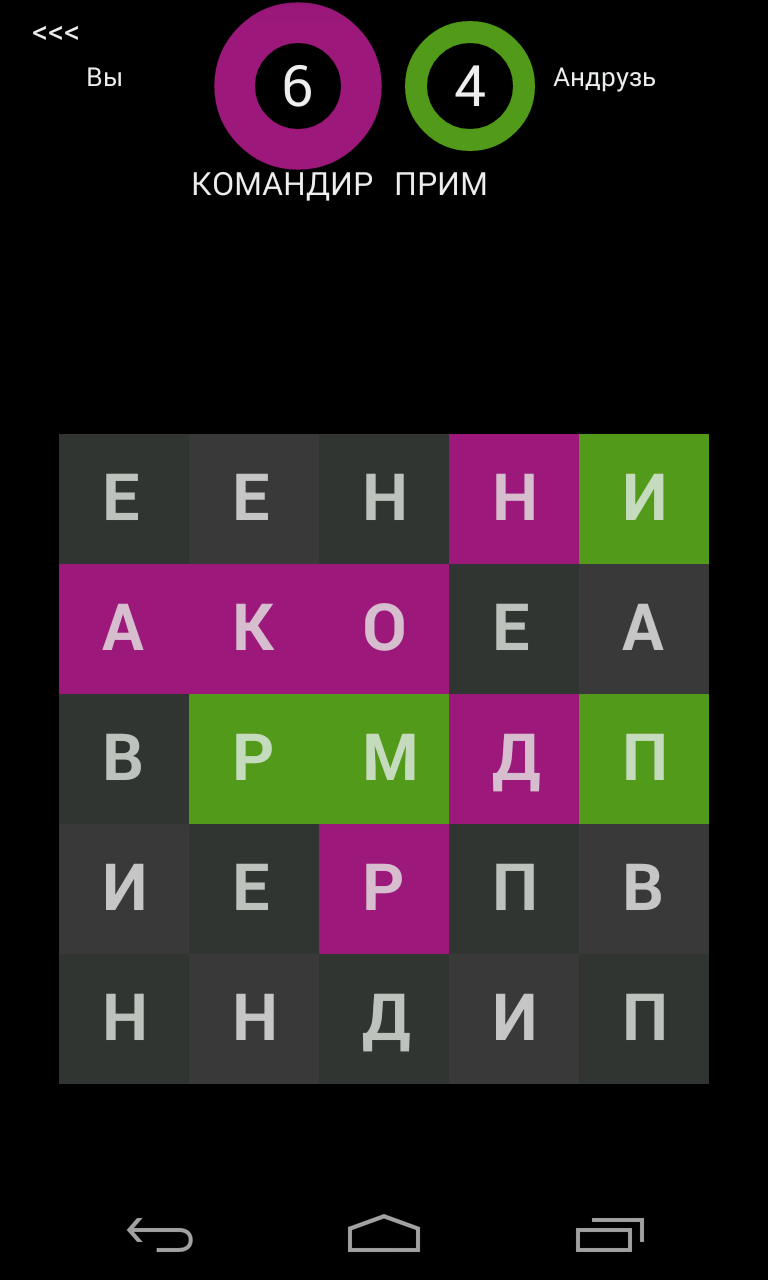 <<<
Вы 6 4 Андрузь
КОМАНДИР ПРИМ
Е Е Н Н И
А К О Е А
В Р М Д П
И Е Р П В
Н Н Д И П